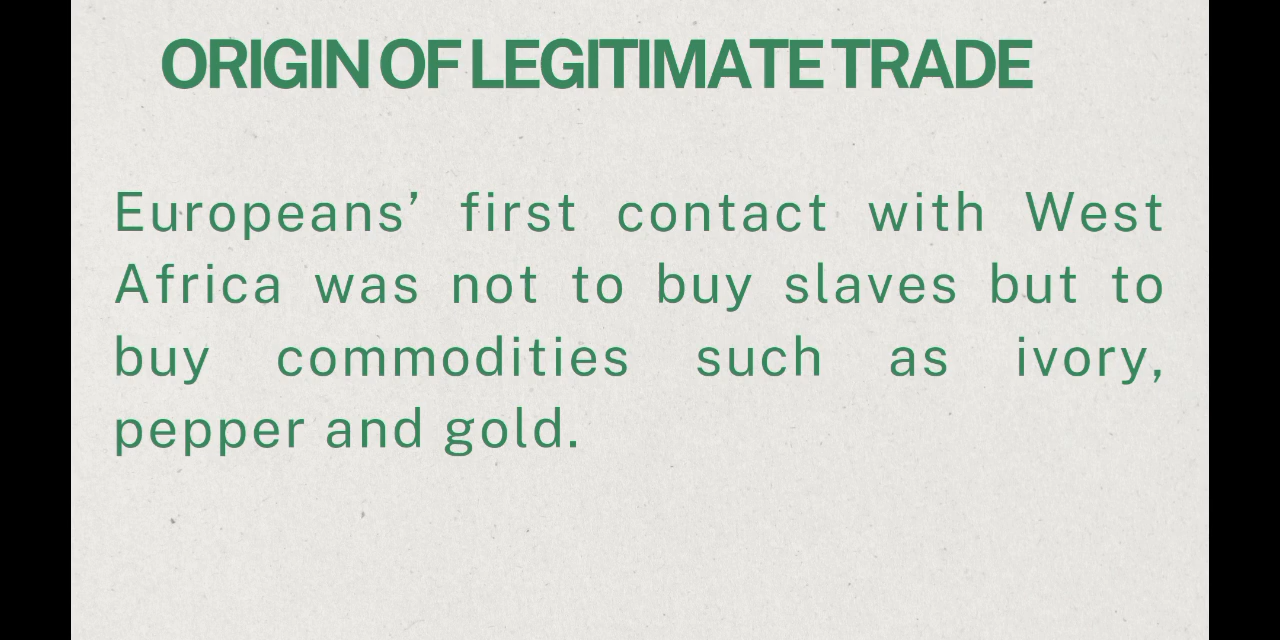 ORIGIN OF LEGITIMATE TRADE
Europeans’ first contact with West
Africa was not to buy slaves but to
buy commodities such as ivory,
pepper and gold.